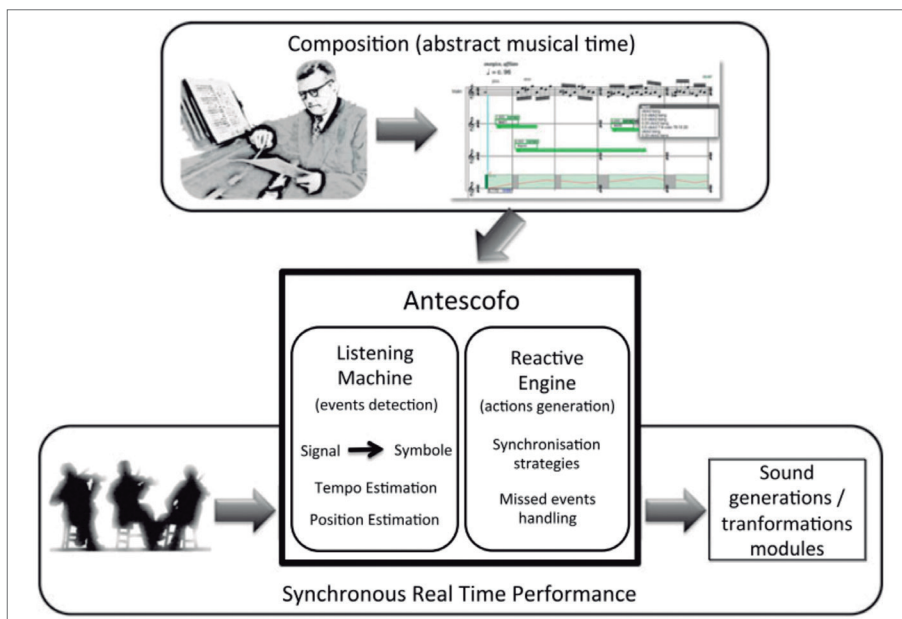 Composition (abstract musical time)
Antescofo
Listening
Machine
(events detection)
Signal
Symbole
Tempo Estimation
Position Estimation
Reactive
Engine
(actions generation)
Synchronisation
strategies
Missed events
handling
Sound
generations /
tranformations
modules
Synchronous Real Time Performance